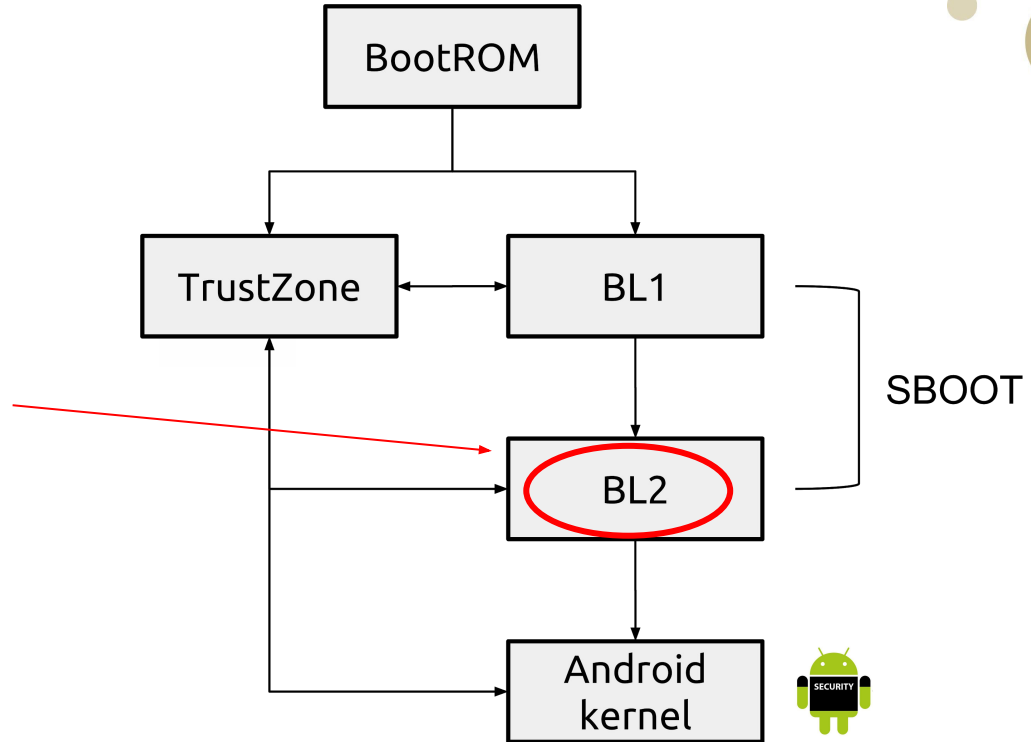 BootROM
TrustZone
BL1
SBOOT
BL2
Android
kernel
SECURITY